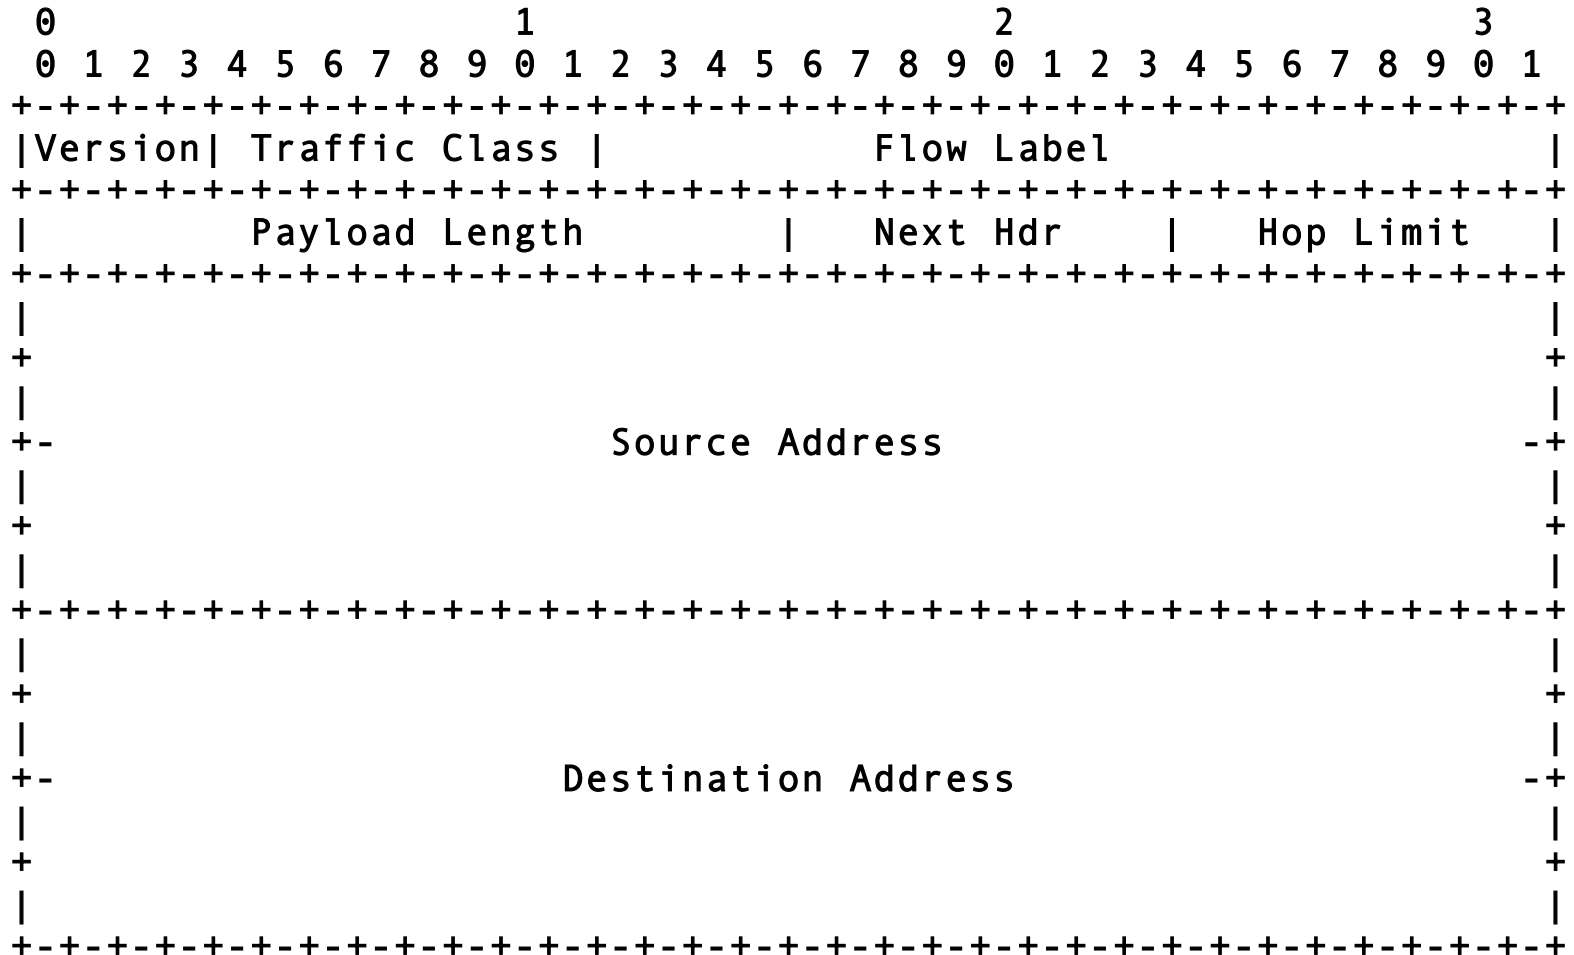 0                   1                   2                   3
 0 1 2 3 4 5 6 7 8 9 0 1 2 3 4 5 6 7 8 9 0 1 2 3 4 5 6 7 8 9 0 1
+-+-+-+-+-+-+-+-+-+-+-+-+-+-+-+-+-+-+-+-+-+-+-+-+-+-+-+-+-+-+-+-+
|Version| Traffic Class |           Flow Label                  |
+-+-+-+-+-+-+-+-+-+-+-+-+-+-+-+-+-+-+-+-+-+-+-+-+-+-+-+-+-+-+-+-+
|         Payload Length        |   Next Hdr    |   Hop Limit   |
+-+-+-+-+-+-+-+-+-+-+-+-+-+-+-+-+-+-+-+-+-+-+-+-+-+-+-+-+-+-+-+-+
|                                                               |
+                                                               +
|                                                               |
+-                       Source Address                        -+
|                                                               |
+                                                               +
|                                                               |
+-+-+-+-+-+-+-+-+-+-+-+-+-+-+-+-+-+-+-+-+-+-+-+-+-+-+-+-+-+-+-+-+
|                                                               |
+                                                               +
|                                                               |
+-                     Destination Address                     -+
|                                                               |
+                                                               +
|                                                               |
+-+-+-+-+-+-+-+-+-+-+-+-+-+-+-+-+-+-+-+-+-+-+-+-+-+-+-+-+-+-+-+-+